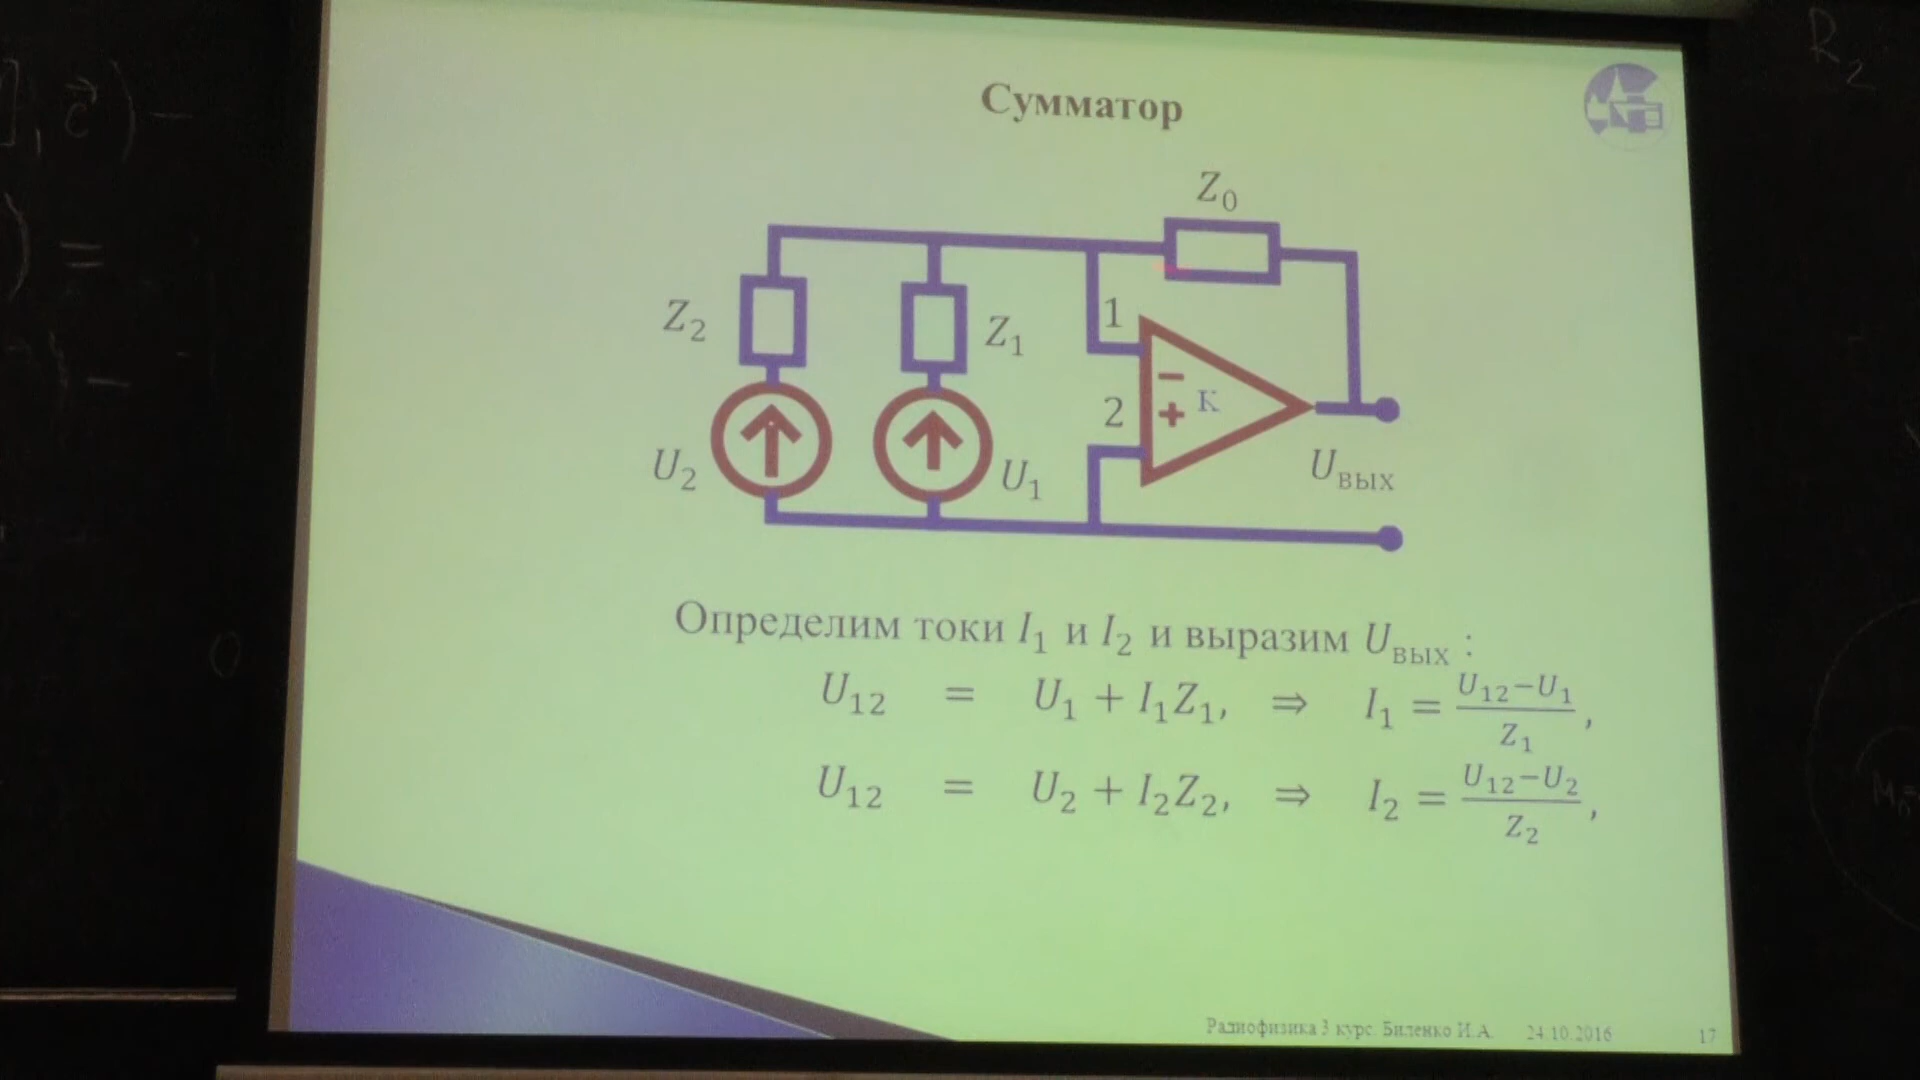 Сумматор
Z₀
Z₂
Z₁
1
2
−
+ К
U₂
U₁
Uвых
Определим токи I₁ и I₂ и выразим Uвых :
U₁₂ = U₁ + I₁Z₁, ⇒ I₁ = (U₁₂−U₁)/Z₁,
U₁₂ = U₂ + I₂Z₂, ⇒ I₂ = (U₁₂−U₂)/Z₂,
Радиофизика 3 курс. Биленко И.А. 24.10.2016 17
R₂